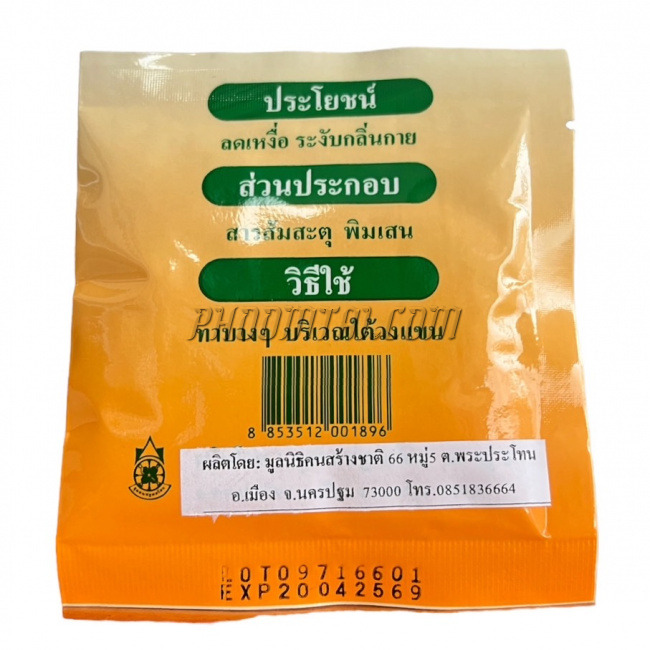 ประโยชน์
ลดเหงื่อ ระงับกลิ่นกาย
ส่วนประกอบ
สารส้มสะตุ พิมเสน
วิธีใช้
ทาบางๆ บริเวณใต้วงแขน
8 853512 001896
ผลิตโดย: มูลนิธิคนสร้างชาติ 66 หมู่5 ต.พระประโทน
อ.เมือง จ.นครปฐม 73000 โทร.0851836664
LOT09716601
EXP20042569